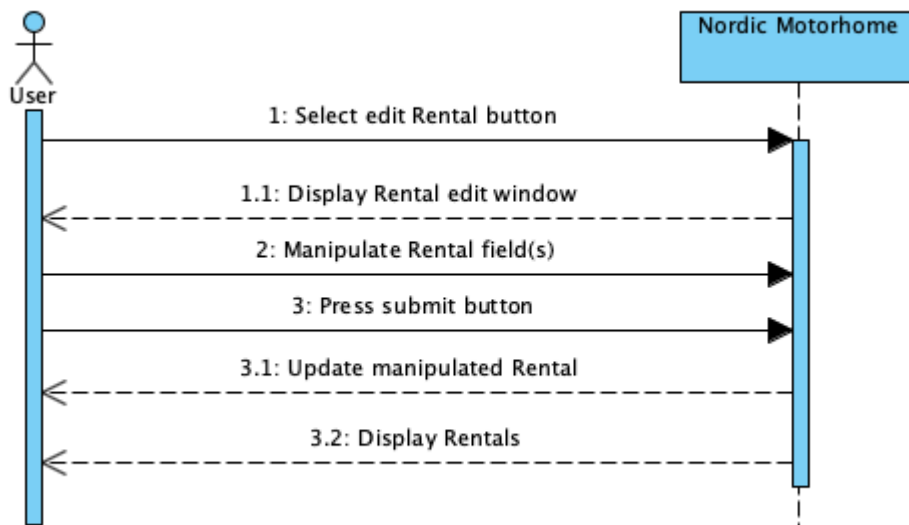 Nordic Motorhome
User
1: Select edit Rental button
1.1: Display Rental edit window
2: Manipulate Rental field(s)
3: Press submit button
3.1: Update manipulated Rental
3.2: Display Rentals